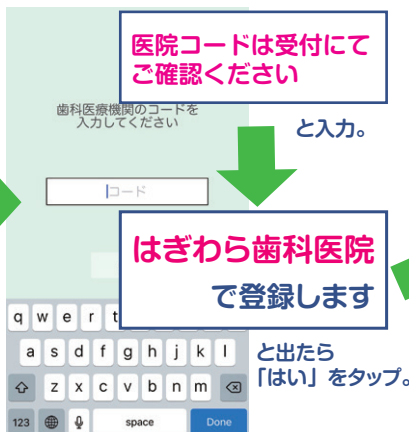 医院コードは受付にて
ご確認ください
歯科医療機関のコードを
入力してください
と入力。
コード
はぎわら歯科医院
で登録します
q w e r t
a s d f g h j k l
z x c v b n m
123 space Done
と出たら
「はい」をタップ。